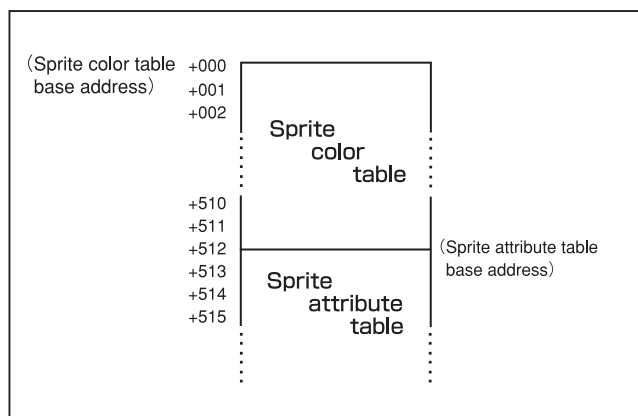 (Sprite color table
base address)
+000
+001
+002
Sprite
color
table
+510
+511
+512
+513
+514
+515
(Sprite attribute table
base address)
Sprite
attribute
table